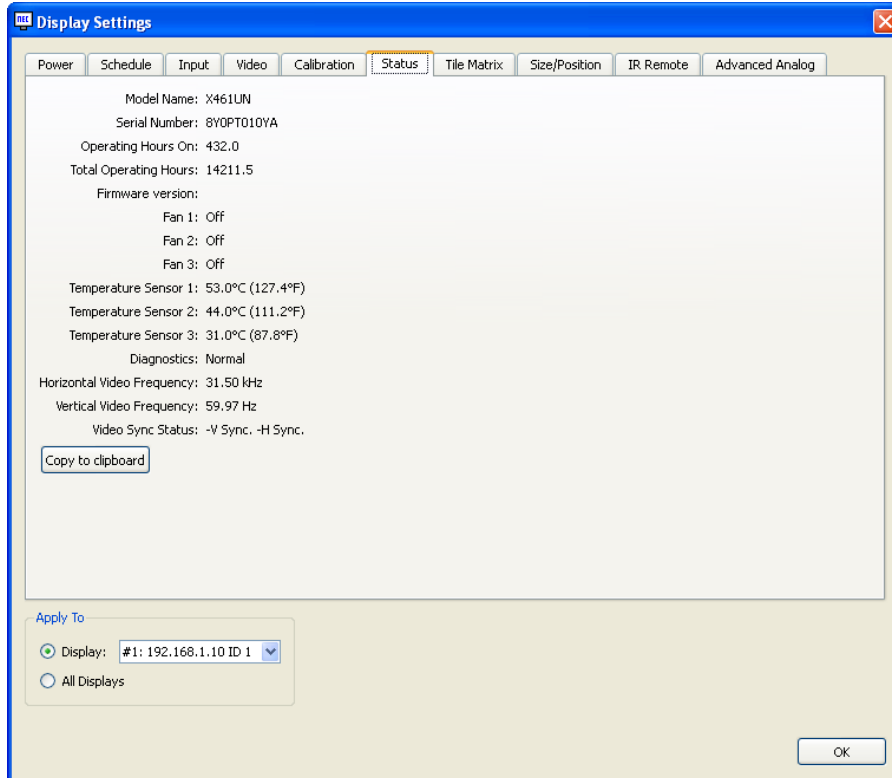 NEC Display Settings
Power Schedule Input Video Calibration Status Tile Matrix Size/Position IR Remote Advanced Analog
Model Name: X461UN
Serial Number: 8Y0PT010YA
Operating Hours On: 432.0
Total Operating Hours: 14211.5
Firmware version:
Fan 1: Off
Fan 2: Off
Fan 3: Off
Temperature Sensor 1: 53.0°C (127.4°F)
Temperature Sensor 2: 44.0°C (111.2°F)
Temperature Sensor 3: 31.0°C (87.8°F)
Diagnostics: Normal
Horizontal Video Frequency: 31.50 kHz
Vertical Video Frequency: 59.97 Hz
Video Sync Status: -V Sync. -H Sync.
Copy to clipboard
Apply To
Display: #1: 192.168.1.10 ID 1
All Displays
OK